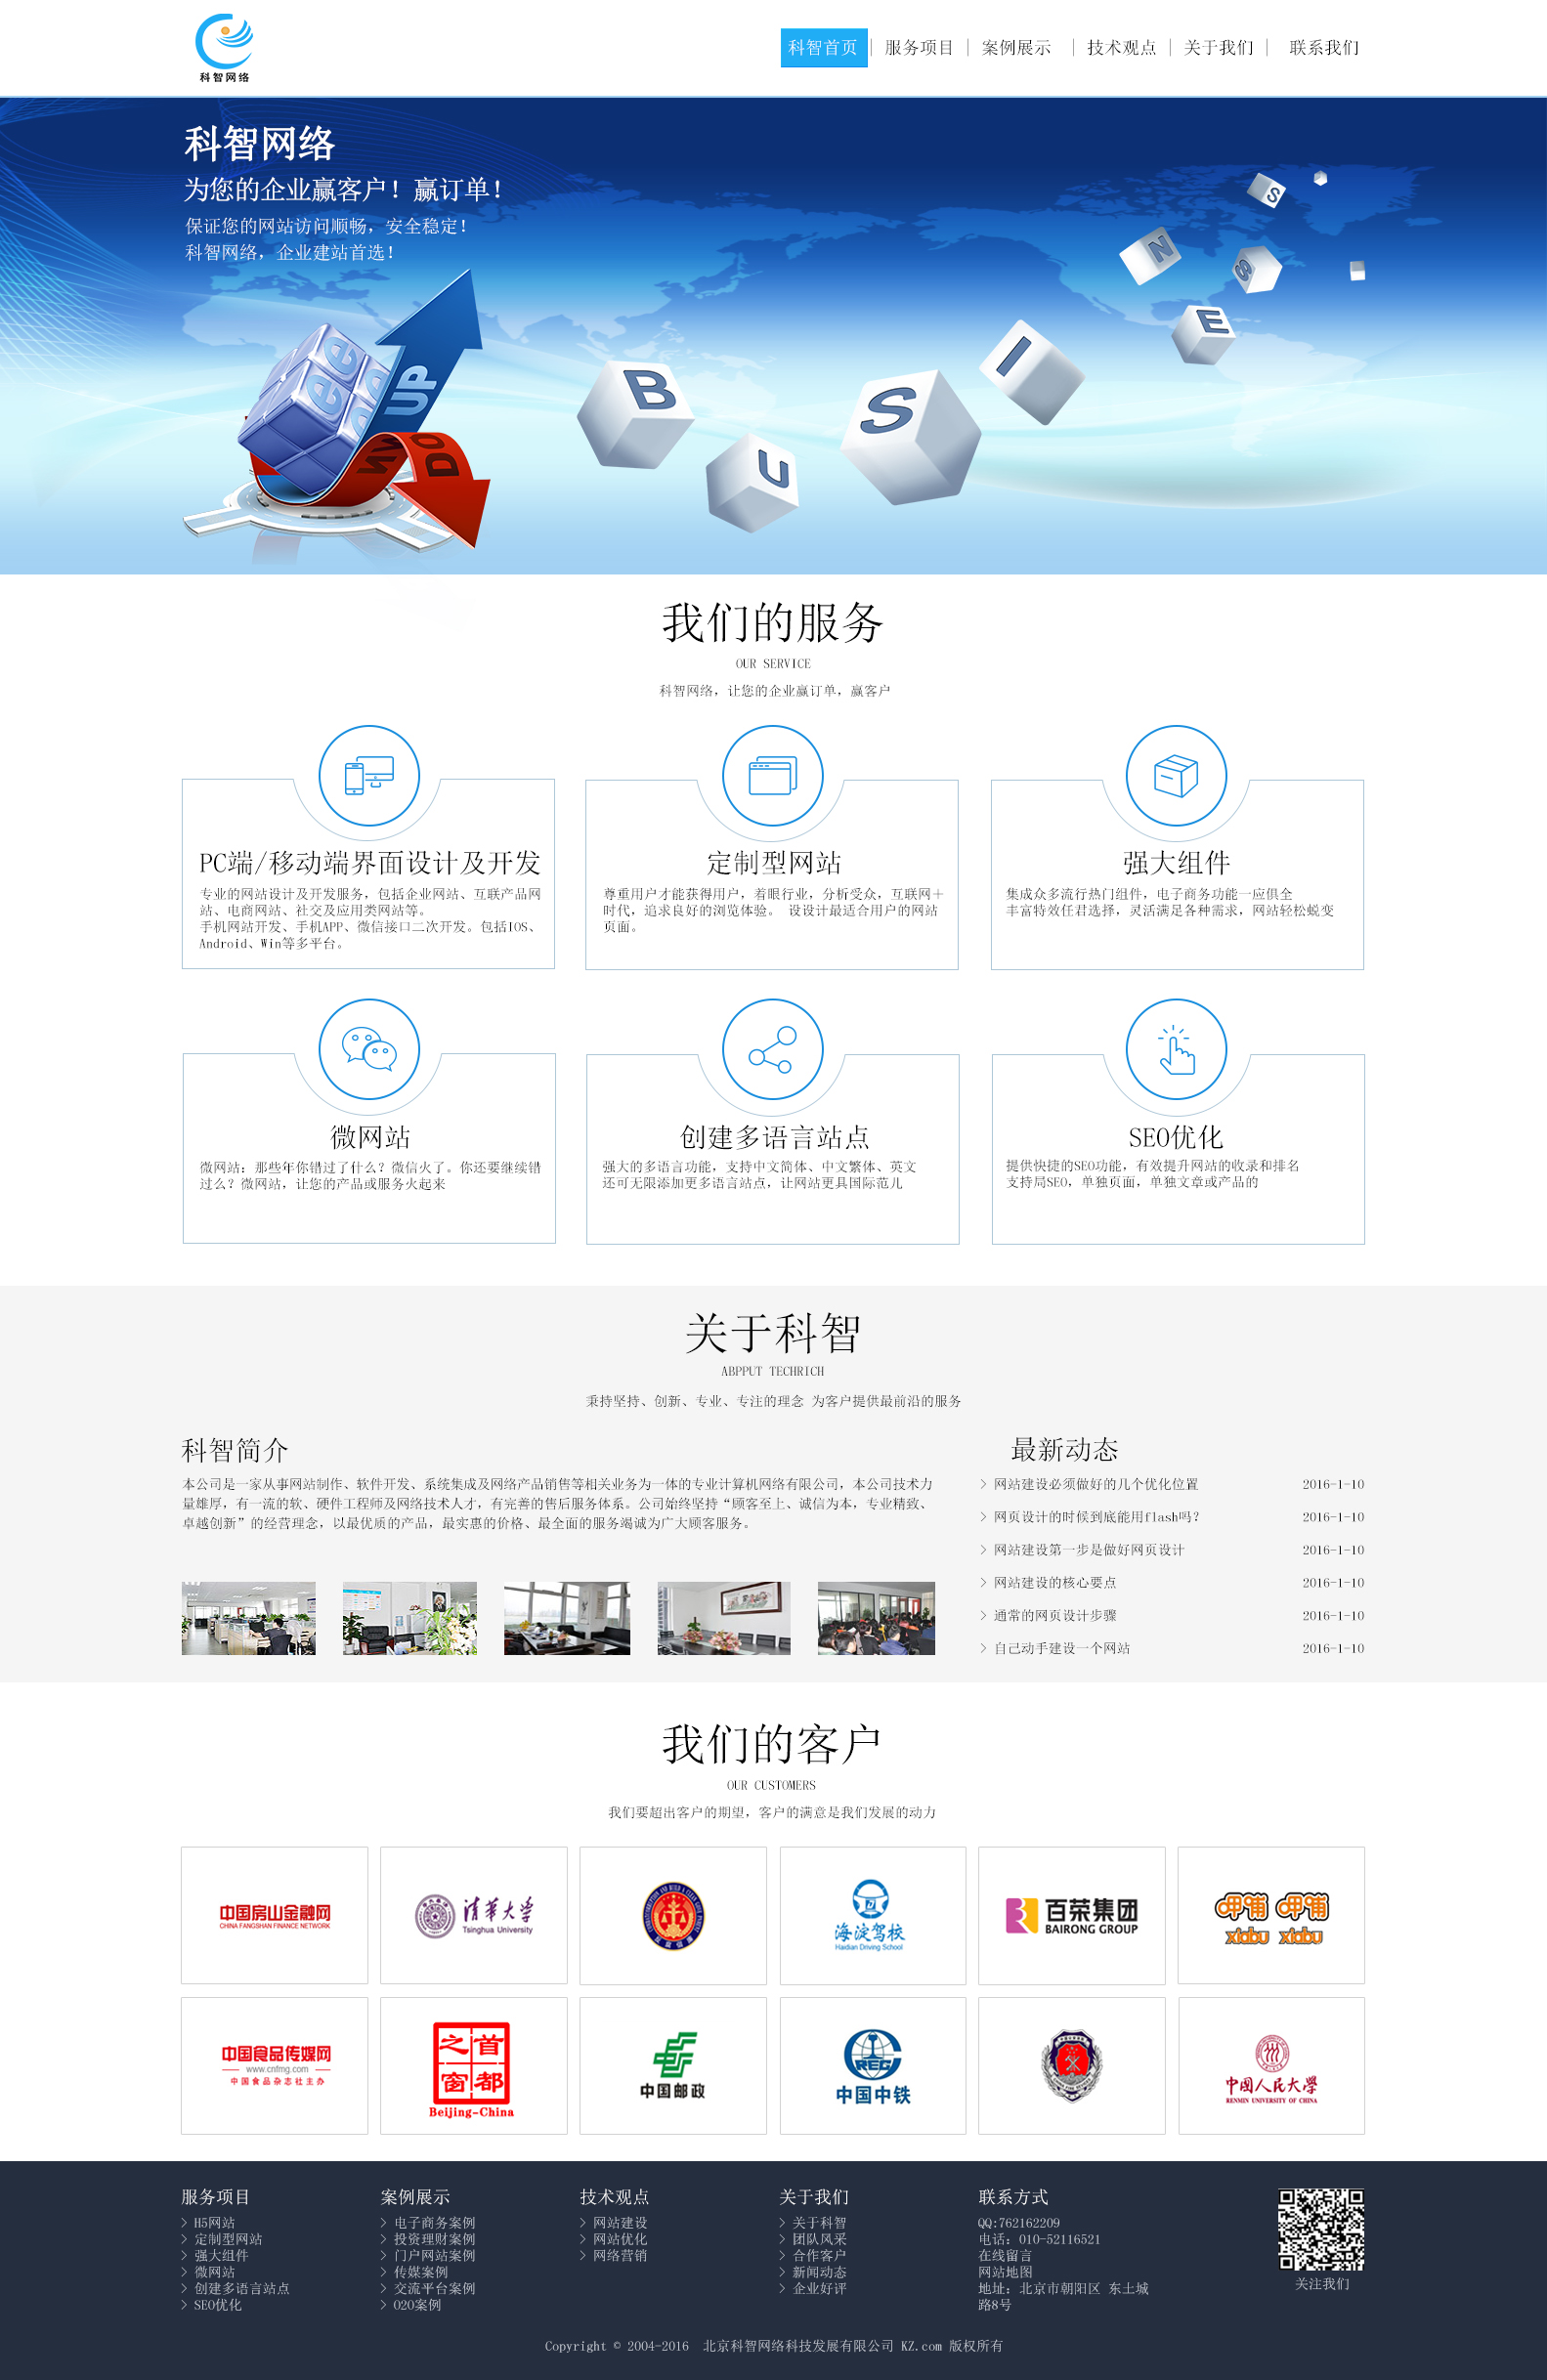 科智网络
科智首页
服务项目
案例展示
技术观点
关于我们
联系我们
科智网络
为您的企业赢客户！赢订单！
保证您的网站访问顺畅，安全稳定！
科智网络，企业建站首选！
UP
DO
B
U
S
I
N
E
S
S
我们的服务
OUR SERVICE
科智网络，让您的企业赢订单，赢客户
PC端/移动端界面设计及开发
专业的网站设计及开发服务，包括企业网站、互联产品网
站、电商网站、社交及应用类网站等。
手机网站开发、手机APP、微信接口二次开发。包括IOS、
Android、Win等多平台。
定制型网站
尊重用户才能获得用户，着眼行业，分析受众，互联网＋
时代，追求良好的浏览体验。 设设计最适合用户的网站
页面。
强大组件
集成众多流行热门组件，电子商务功能一应俱全
丰富特效任君选择，灵活满足各种需求，网站轻松蜕变
微网站
微网站：那些年你错过了什么？微信火了。你还要继续错
过么？微网站，让您的产品或服务火起来
创建多语言站点
强大的多语言功能，支持中文简体、中文繁体、英文
还可无限添加更多语言站点，让网站更具国际范儿
SEO优化
提供快捷的SEO功能，有效提升网站的收录和排名
支持局SEO，单独页面，单独文章或产品的
关于科智
ABPPUT TECHRICH
秉持坚持、创新、专业、专注的理念 为客户提供最前沿的服务
科智简介
本公司是一家从事网站制作、软件开发、系统集成及网络产品销售等相关业务为一体的专业计算机网络有限公司，本公司技术力
量雄厚，有一流的软、硬件工程师及网络技术人才，有完善的售后服务体系。公司始终坚持“顾客至上、诚信为本，专业精致、
卓越创新”的经营理念，以最优质的产品，最实惠的价格、最全面的服务竭诚为广大顾客服务。
最新动态
网站建设必须做好的几个优化位置 2016-1-10
网页设计的时候到底能用flash吗？ 2016-1-10
网站建设第一步是做好网页设计 2016-1-10
网站建设的核心要点 2016-1-10
通常的网页设计步骤 2016-1-10
自己动手建设一个网站 2016-1-10
我们的客户
OUR CUSTOMERS
我们要超出客户的期望，客户的满意是我们发展的动力
中国房山金融网
CHINA FANGSHAN FINANCE NETWORK
清华大学
Tsinghua University
海淀驾校
Haidian Driving School
百荣集团
BAIRONG GROUP
呷哺 呷哺
xiabu xiabu
中国食品传媒网
www.cnfmg.com
中国食品杂志社主办
首都之窗
Beijing-China
中国邮政
CREC
中国中铁
中国人民大學
RENMIN UNIVERSITY OF CHINA
服务项目
H5网站
定制型网站
强大组件
微网站
创建多语言站点
SEO优化
案例展示
电子商务案例
投资理财案例
门户网站案例
传媒案例
交流平台案例
O2O案例
技术观点
网站建设
网站优化
网络营销
关于我们
关于科智
团队风采
合作客户
新闻动态
企业好评
联系方式
QQ:762162209
电话：010-52116521
在线留言
网站地图
地址：北京市朝阳区 东土城
路8号
关注我们
Copyright © 2004-2016 北京科智网络科技发展有限公司 KZ.com 版权所有